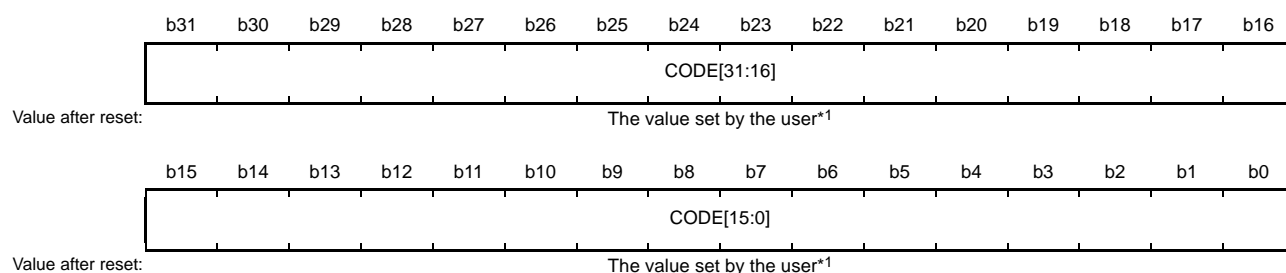 b31 b30 b29 b28 b27 b26 b25 b24 b23 b22 b21 b20 b19 b18 b17 b16
CODE[31:16]
Value after reset: The value set by the user*1
b15 b14 b13 b12 b11 b10 b9 b8 b7 b6 b5 b4 b3 b2 b1 b0
CODE[15:0]
Value after reset: The value set by the user*1